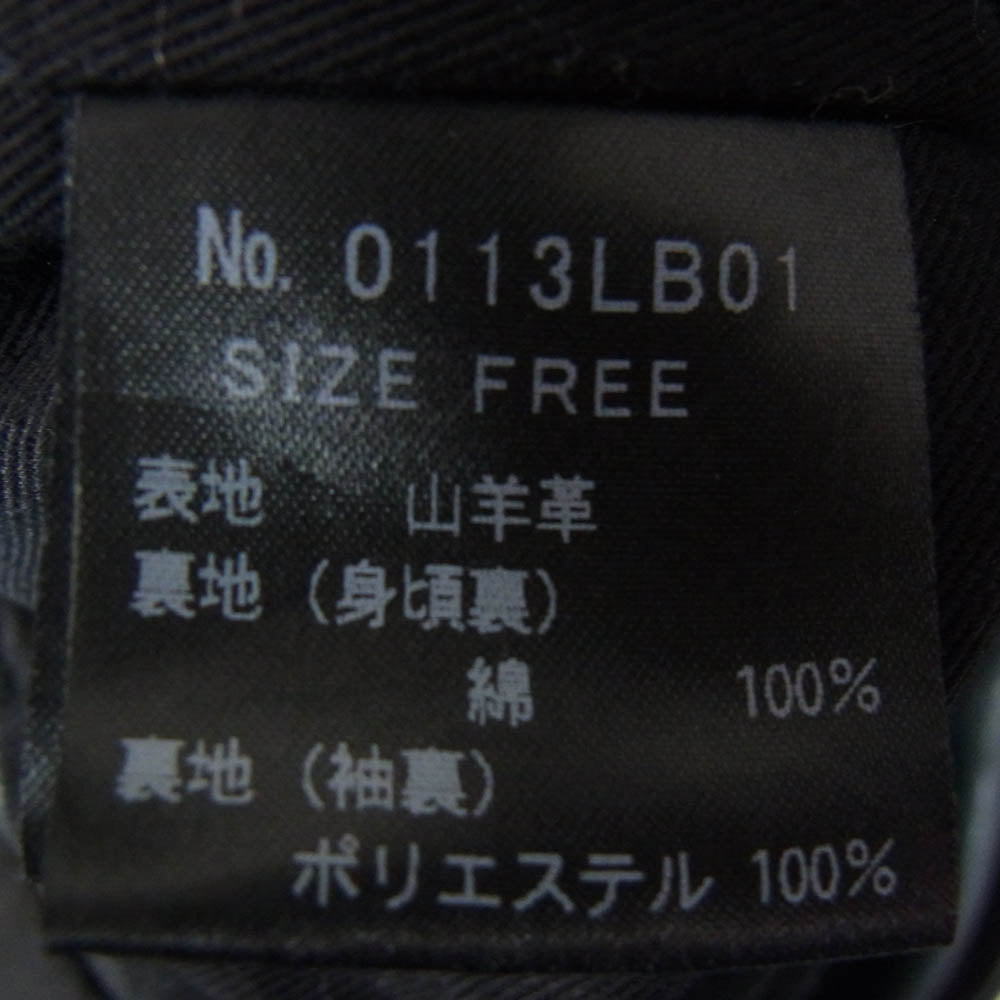 No. 0113LB01
SIZE FREE
表地 山羊革
裏地 (身頃裏)
綿 100%
裏地 (袖裏)
ポリエステル 100%